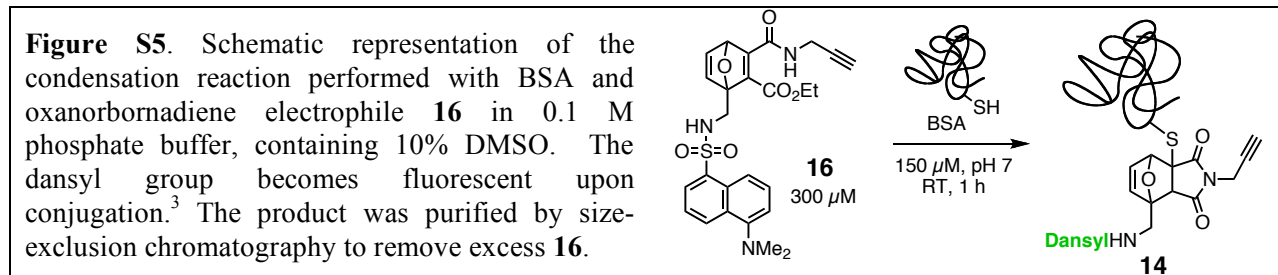 Figure S5. Schematic representation of the
condensation reaction performed with BSA and
oxanorbornadiene electrophile 16 in 0.1 M
phosphate buffer, containing 10% DMSO. The
dansyl group becomes fluorescent upon
conjugation.3 The product was purified by size-
exclusion chromatography to remove excess 16.
O
O
N
H
CO2Et
HN
O
S
O
NMe2
16
300 µM
SH
BSA
150 µM, pH 7
RT, 1 h
S
O
O
N
O
DansylHN
14